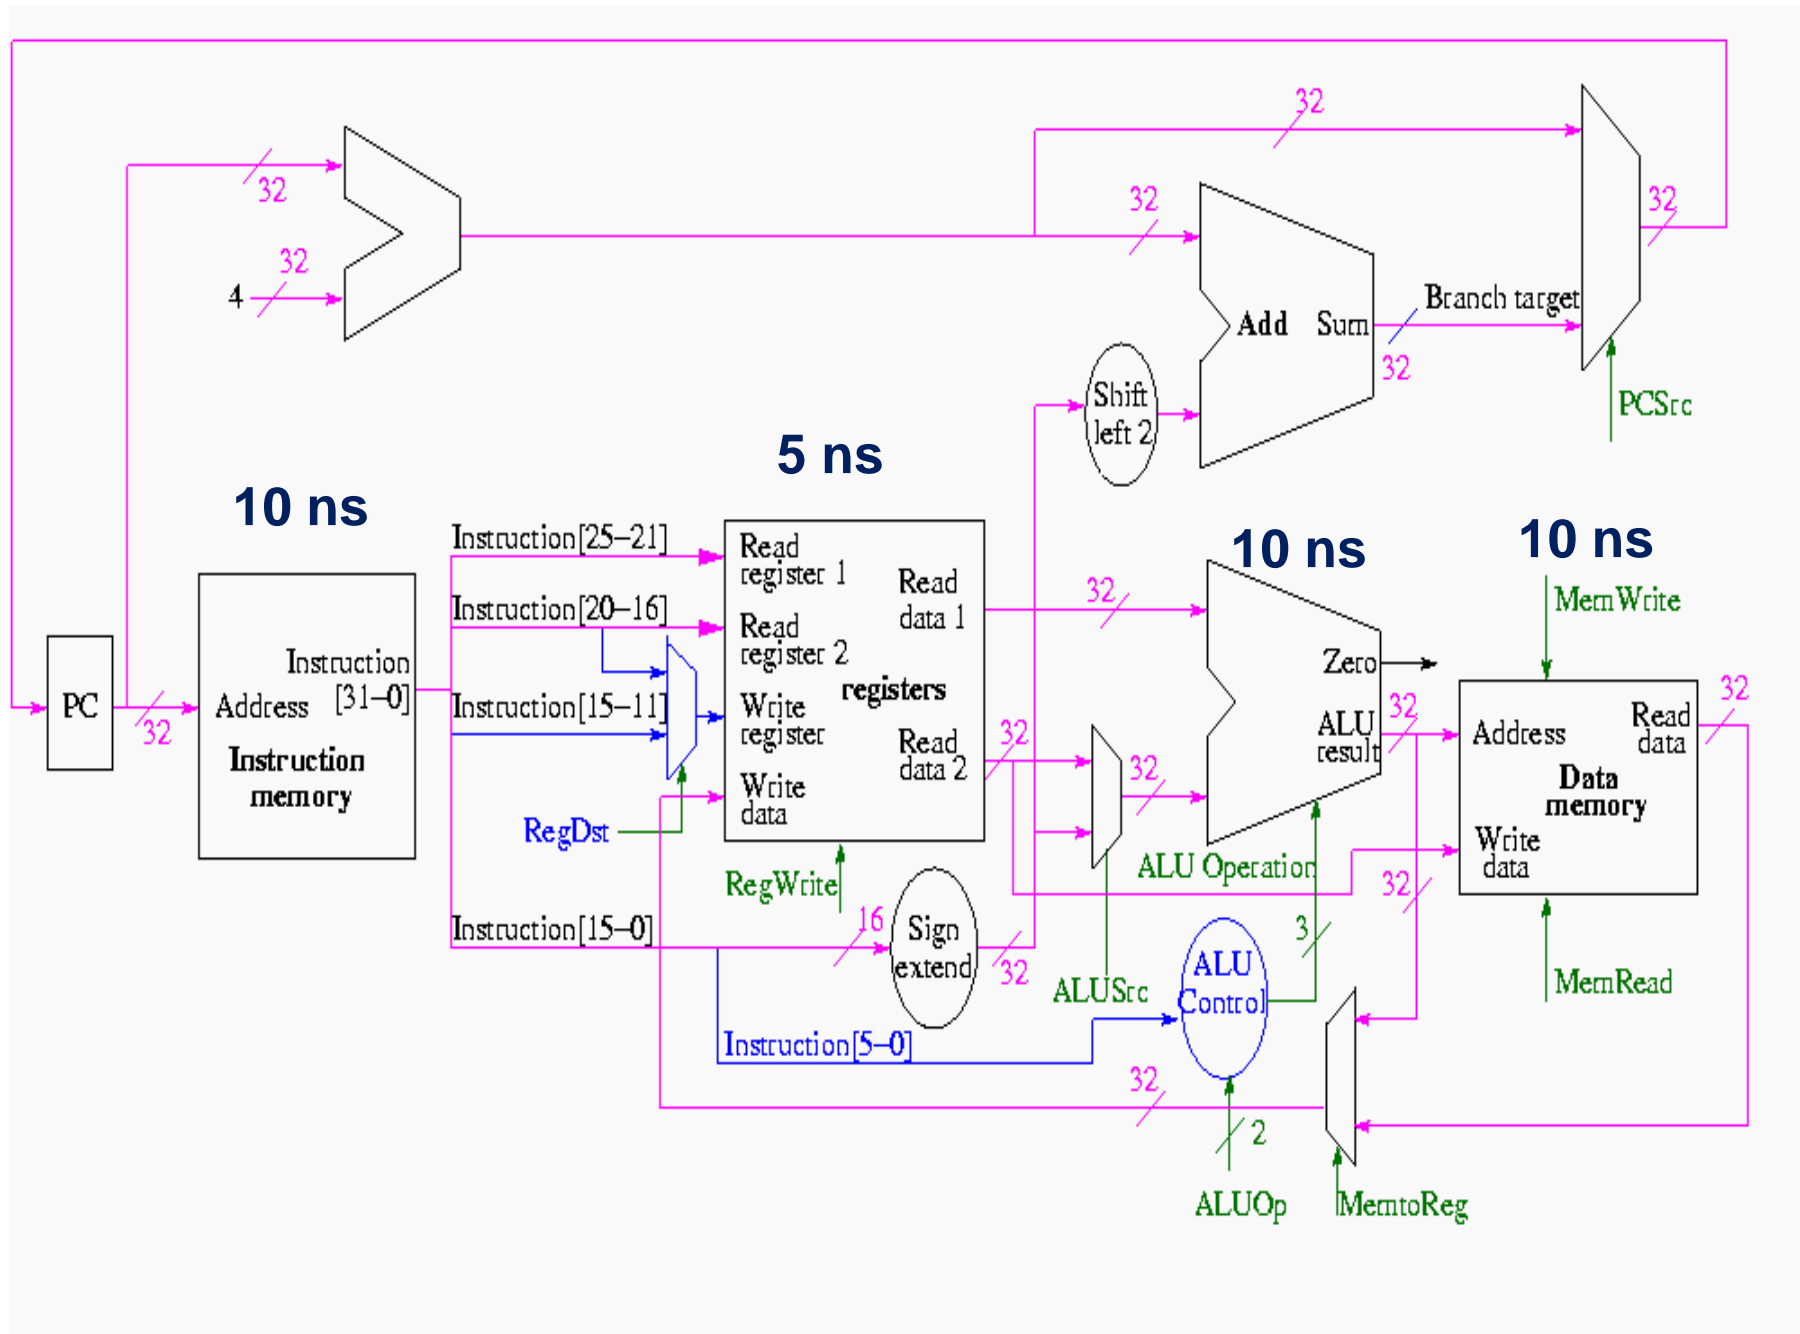 32
32
32
32
32
32
4
Branch target
Add Sum
32
Shift
left 2
PCSrc
5 ns
10 ns
10 ns
10 ns
Instruction[25–21]
Read
register 1
Read
data 1
32
MemWrite
Instruction[20–16]
Read
register 2
Zero
Instruction
[31–0]
PC
Address
32
Instruction
memory
registers
Instruction[15–11]
Write
register
Read
data 2
32
32
ALU
result
32
Address
Read
data
32
Data
memory
Write
data
RegDst
Write
data
RegWrite
ALU Operation
32
Write
data
Instruction[15–0]
16
Sign
extend
32
3
ALUSrc
ALU
Control
MemRead
Instruction[5–0]
32
2
ALUOp
MemtoReg